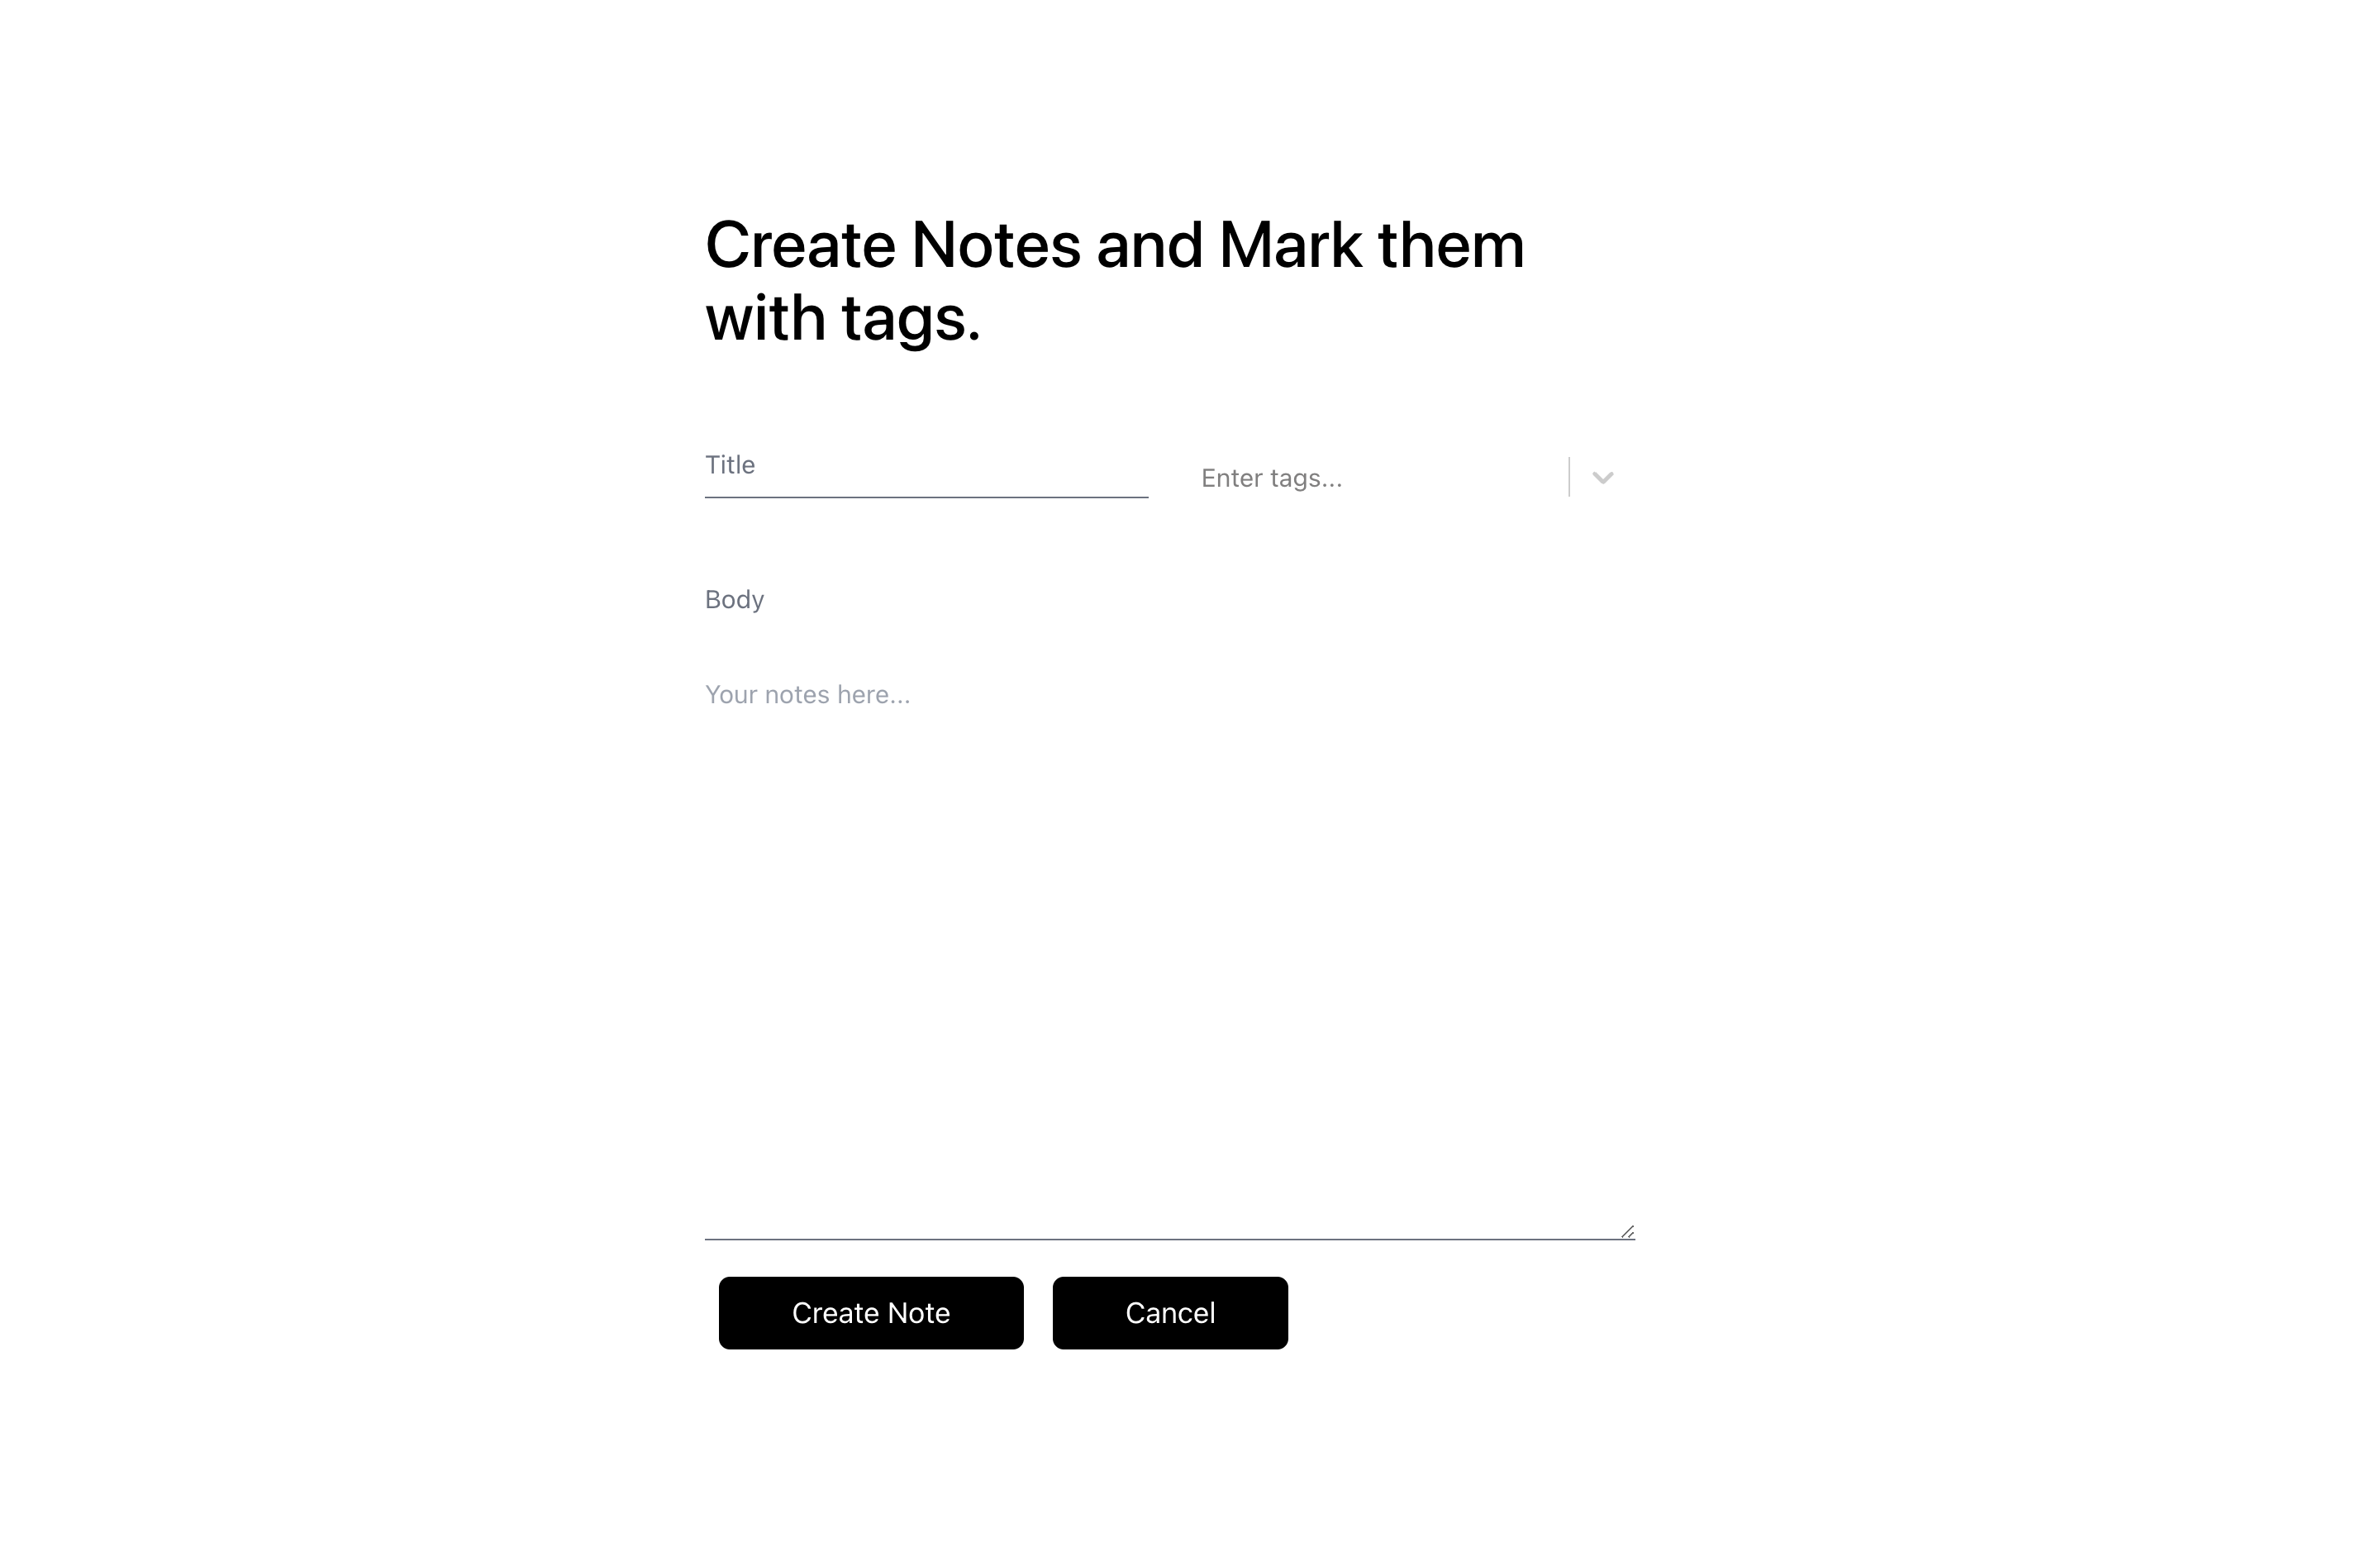 Create Notes and Mark them
with tags.
Title
Enter tags...
Body
Your notes here...
Create Note
Cancel